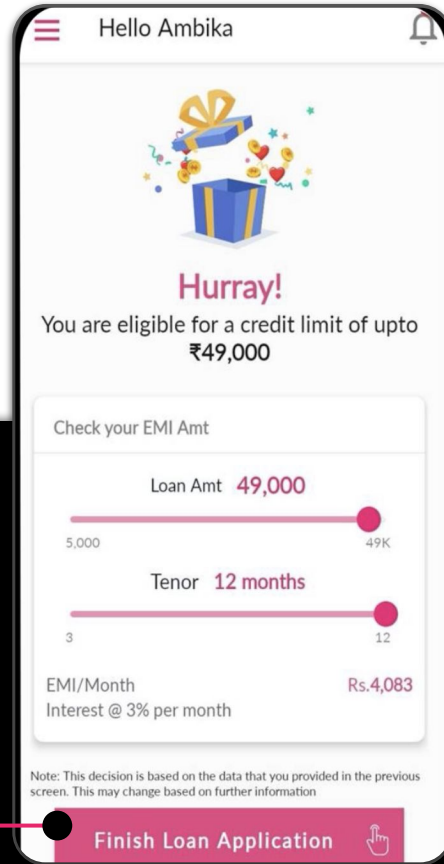 Hello Ambika
Hurray!
You are eligible for a credit limit of upto
₹49,000
Check your EMI Amt
Loan Amt 49,000
5,000 49K
Tenor 12 months
3 12
EMI/Month Rs.4,083
Interest @ 3% per month
Note: This decision is based on the data that you provided in the previous
screen. This may change based on further information
Finish Loan Application